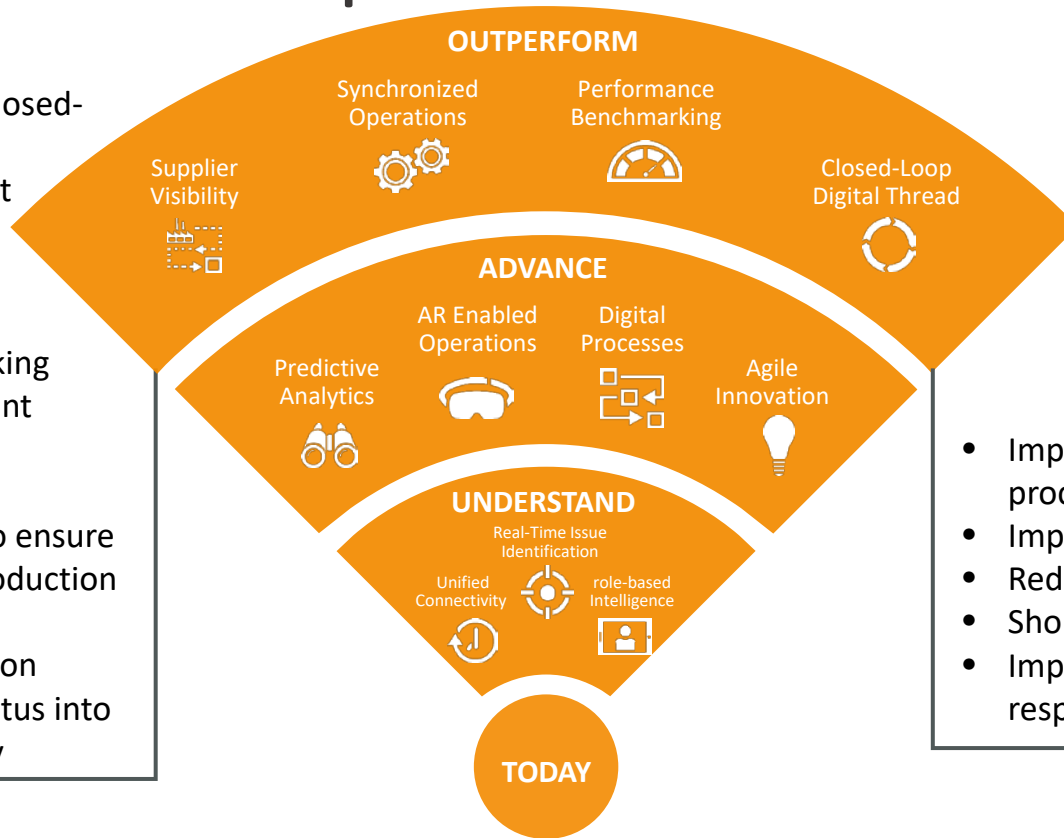 OUTPERFORM
Synchronized
Operations
Performance
Benchmarking
Supplier
Visibility
Closed-Loop
Digital Thread
ADVANCE
AR Enabled
Operations
Digital
Processes
Predictive
Analytics
Agile
Innovation
UNDERSTAND
Real-Time Issue
Identification
Unified
Connectivity
role-based
Intelligence
TODAY
ensure